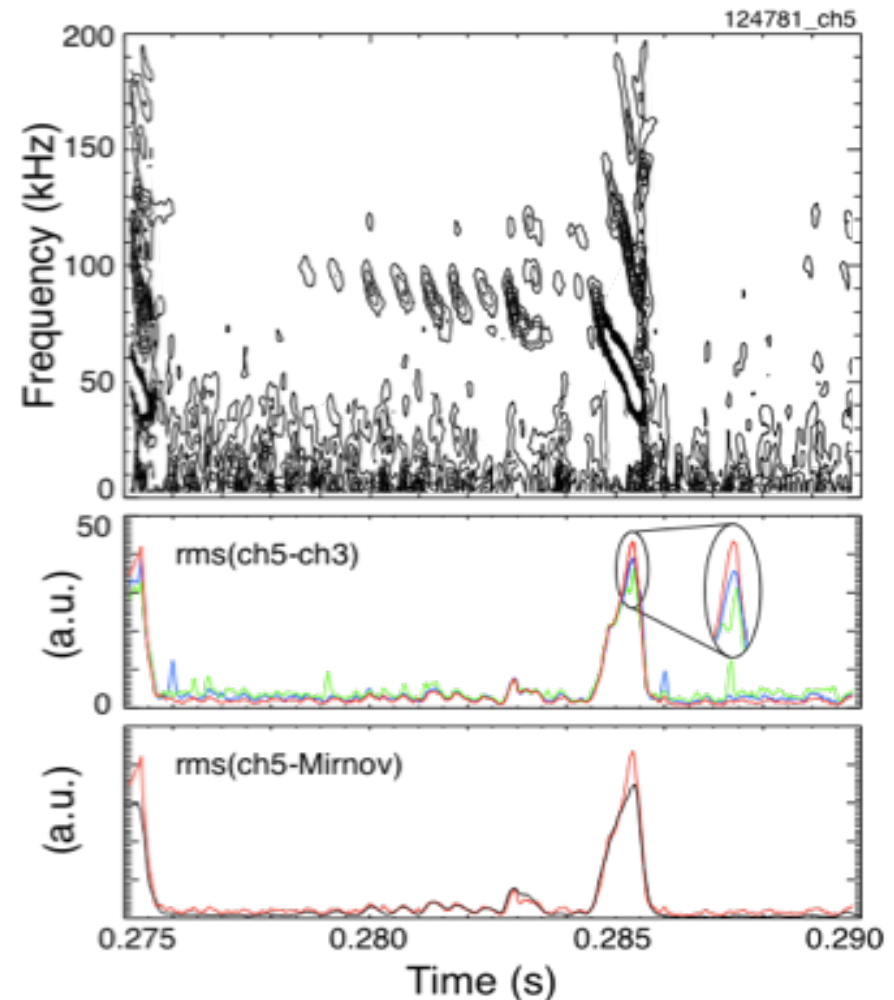 124781_ch5
200
150
100
50
0
Frequency (kHz)
50
rms(ch5-ch3)
(a.u.)
0
rms(ch5-Mirnov)
(a.u.)
0.275 0.280 0.285 0.290
Time (s)